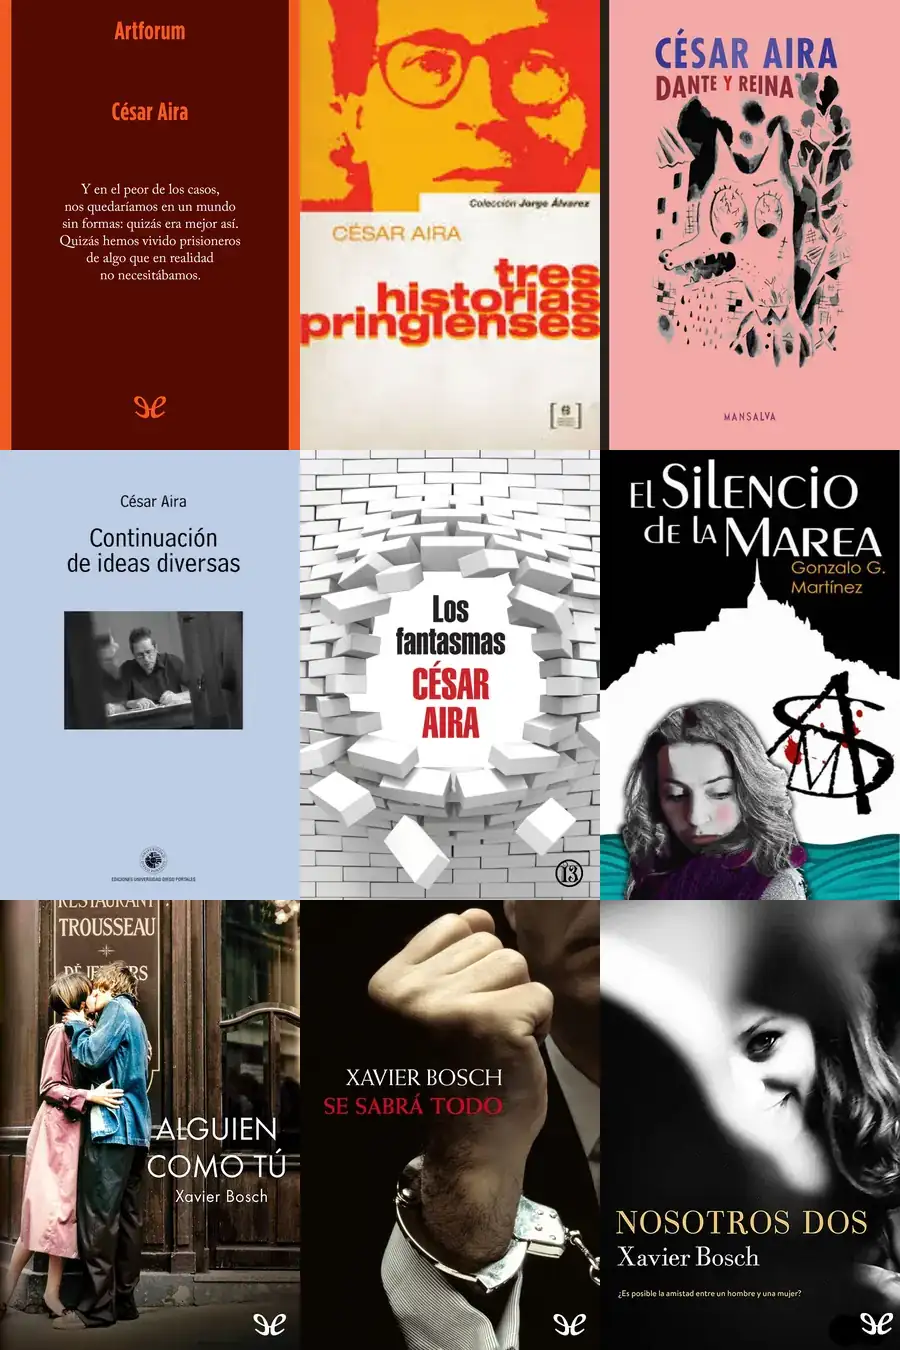 Artforum
César Aira
Y en el peor de los casos,
nos quedaríamos en un mundo
sin formas: quizás era mejor así.
Quizás hemos vivido prisioneros
de algo que en realidad
no necesitábamos.
Colección Jorge Álvarez
CÉSAR AIRA
tres
historias
pringlenses
CÉSAR AIRA
DANTE Y REINA
MANSALVA
César Aira
Continuación
de ideas diversas
EDICIONES UNIVERSIDAD DIEGO PORTALES
Los
fantasmas
CÉSAR
AIRA
13
El Silencio
de la Marea
Gonzalo G.
Martínez
RESTAURANT
TROUSSEAU
ALGUIEN
COMO TÚ
Xavier Bosch
XAVIER BOSCH
SE SABRÁ TODO
NOSOTROS DOS
Xavier Bosch
¿Es posible la amistad entre un hombre y una mujer?